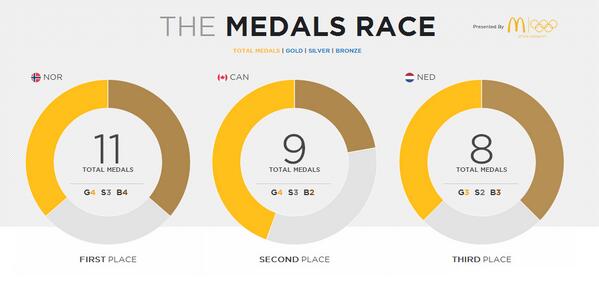 THE MEDALS RACE
Presented By
TOTAL MEDALS | GOLD | SILVER | BRONZE
NOR
11
TOTAL MEDALS
G4 S3 B4
FIRST PLACE
CAN
9
TOTAL MEDALS
G4 S3 B2
SECOND PLACE
NED
8
TOTAL MEDALS
G3 S2 B3
THIRD PLACE